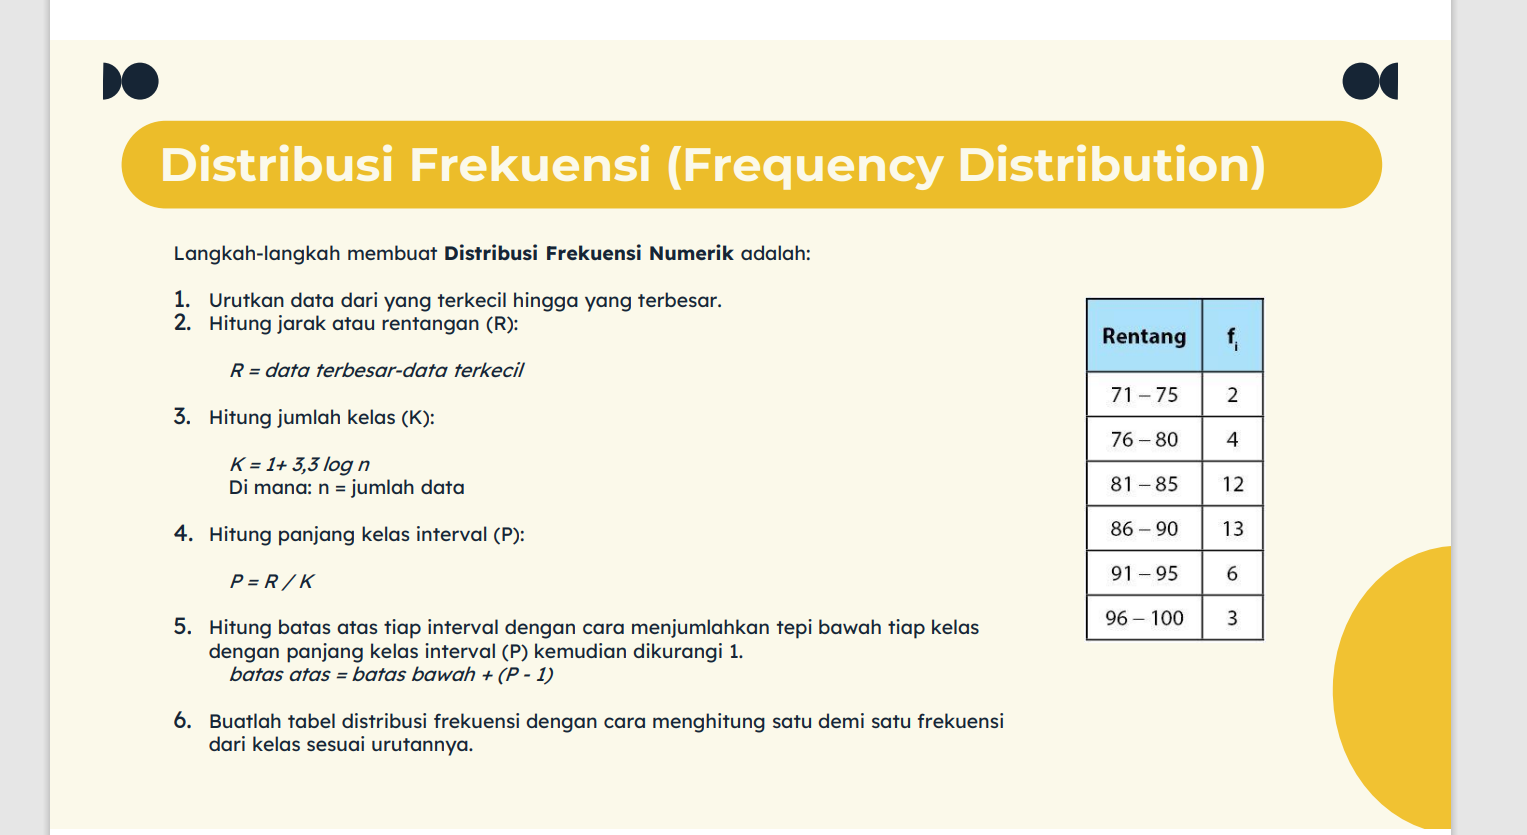 Distribusi Frekuensi (Frequency Distribution)
Langkah-langkah membuat Distribusi Frekuensi Numerik adalah:
1. Urutkan data dari yang terkecil hingga yang terbesar.
2. Hitung jarak atau rentangan (R):
R = data terbesar-data terkecil
3. Hitung jumlah kelas (K):
K = 1+ 3,3 log n
Di mana: n = jumlah data
4. Hitung panjang kelas interval (P):
P = R / K
5. Hitung batas atas tiap interval dengan cara menjumlahkan tepi bawah tiap kelas
dengan panjang kelas interval (P) kemudian dikurangi 1.
batas atas = batas bawah + (P - 1)
6. Buatlah tabel distribusi frekuensi dengan cara menghitung satu demi satu frekuensi
dari kelas sesuai urutannya.
Rentang fi
71 – 75 2
76 – 80 4
81 – 85 12
86 – 90 13
91 – 95 6
96 – 100 3